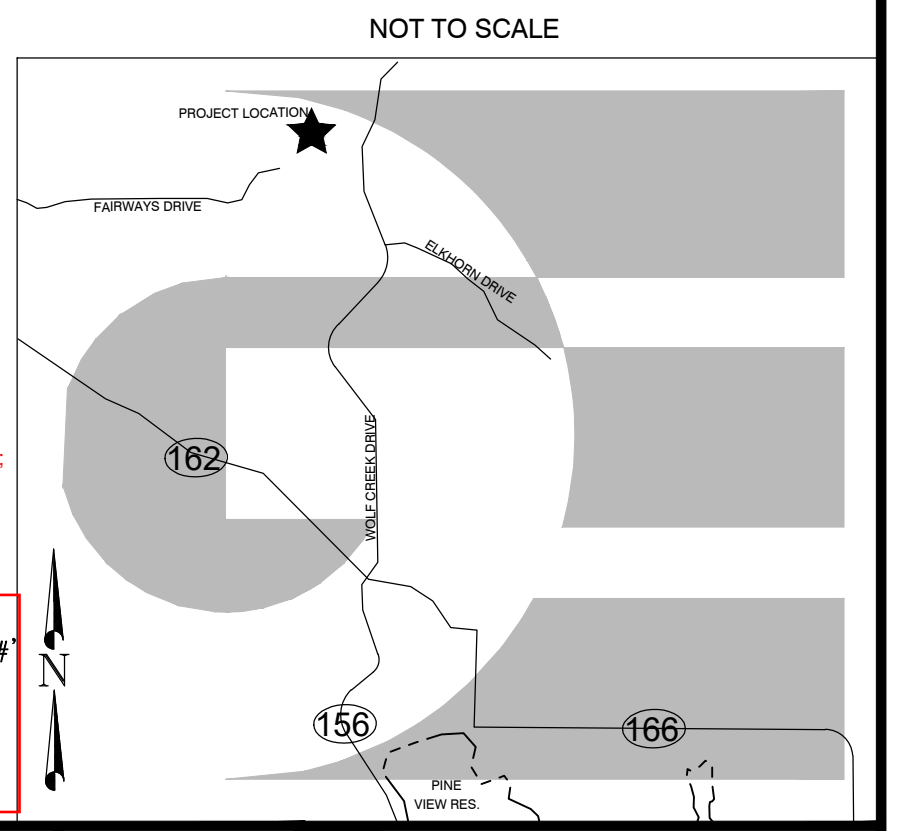 NOT TO SCALE
PROJECT LOCATION
FAIRWAYS DRIVE
ELKHORN DRIVE
WOLF CREEK DRIVE
162
;
#'
N
156
166
PINE
VIEW RES.